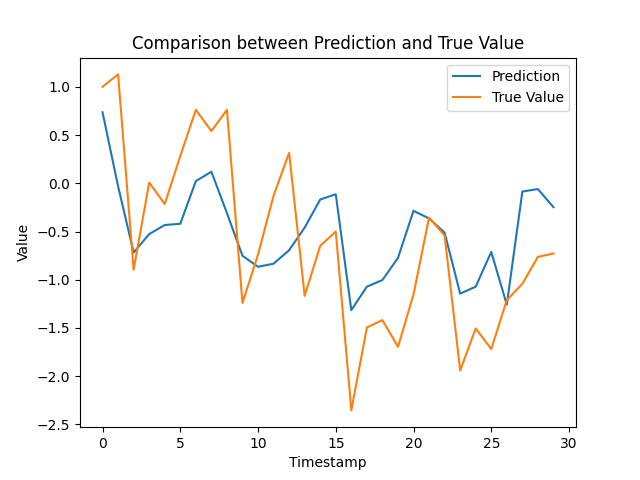 Comparison between Prediction and True Value
Prediction
True Value
1.0
0.5
0.0
−0.5
−1.0
−1.5
−2.0
−2.5
Value
0 5 10 15 20 25 30
Timestamp